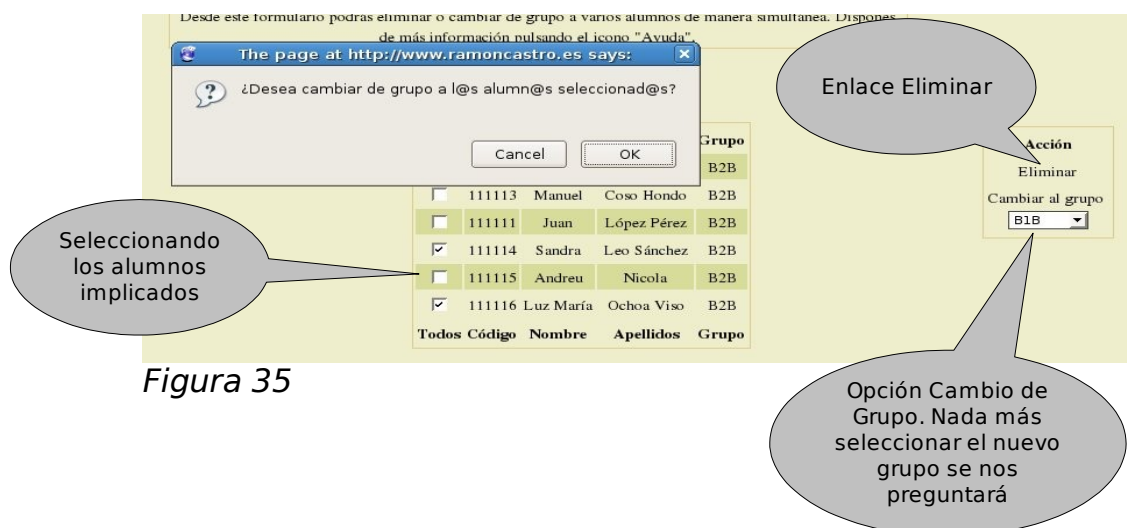 Desde este formulario podrás eliminar o cambiar de grupo a varios alumnos de manera simultánea. Dispones
de más información pulsando el icono "Ayuda".
The page at http://www.ramoncastro.es says:
¿Desea cambiar de grupo a l@s alumn@s seleccionad@s?
Cancel OK
Enlace Eliminar
Grupo
B2B
111113 Manuel Coso Hondo B2B
111111 Juan López Pérez B2B
111114 Sandra Leo Sánchez B2B
111115 Andreu Nicola B2B
111116 Luz María Ochoa Viso B2B
Todos Código Nombre Apellidos Grupo
Acción
Eliminar
Cambiar al grupo
B1B
Seleccionando
los alumnos
implicados
Figura 35
Opción Cambio de
Grupo. Nada más
seleccionar el nuevo
grupo se nos
preguntará